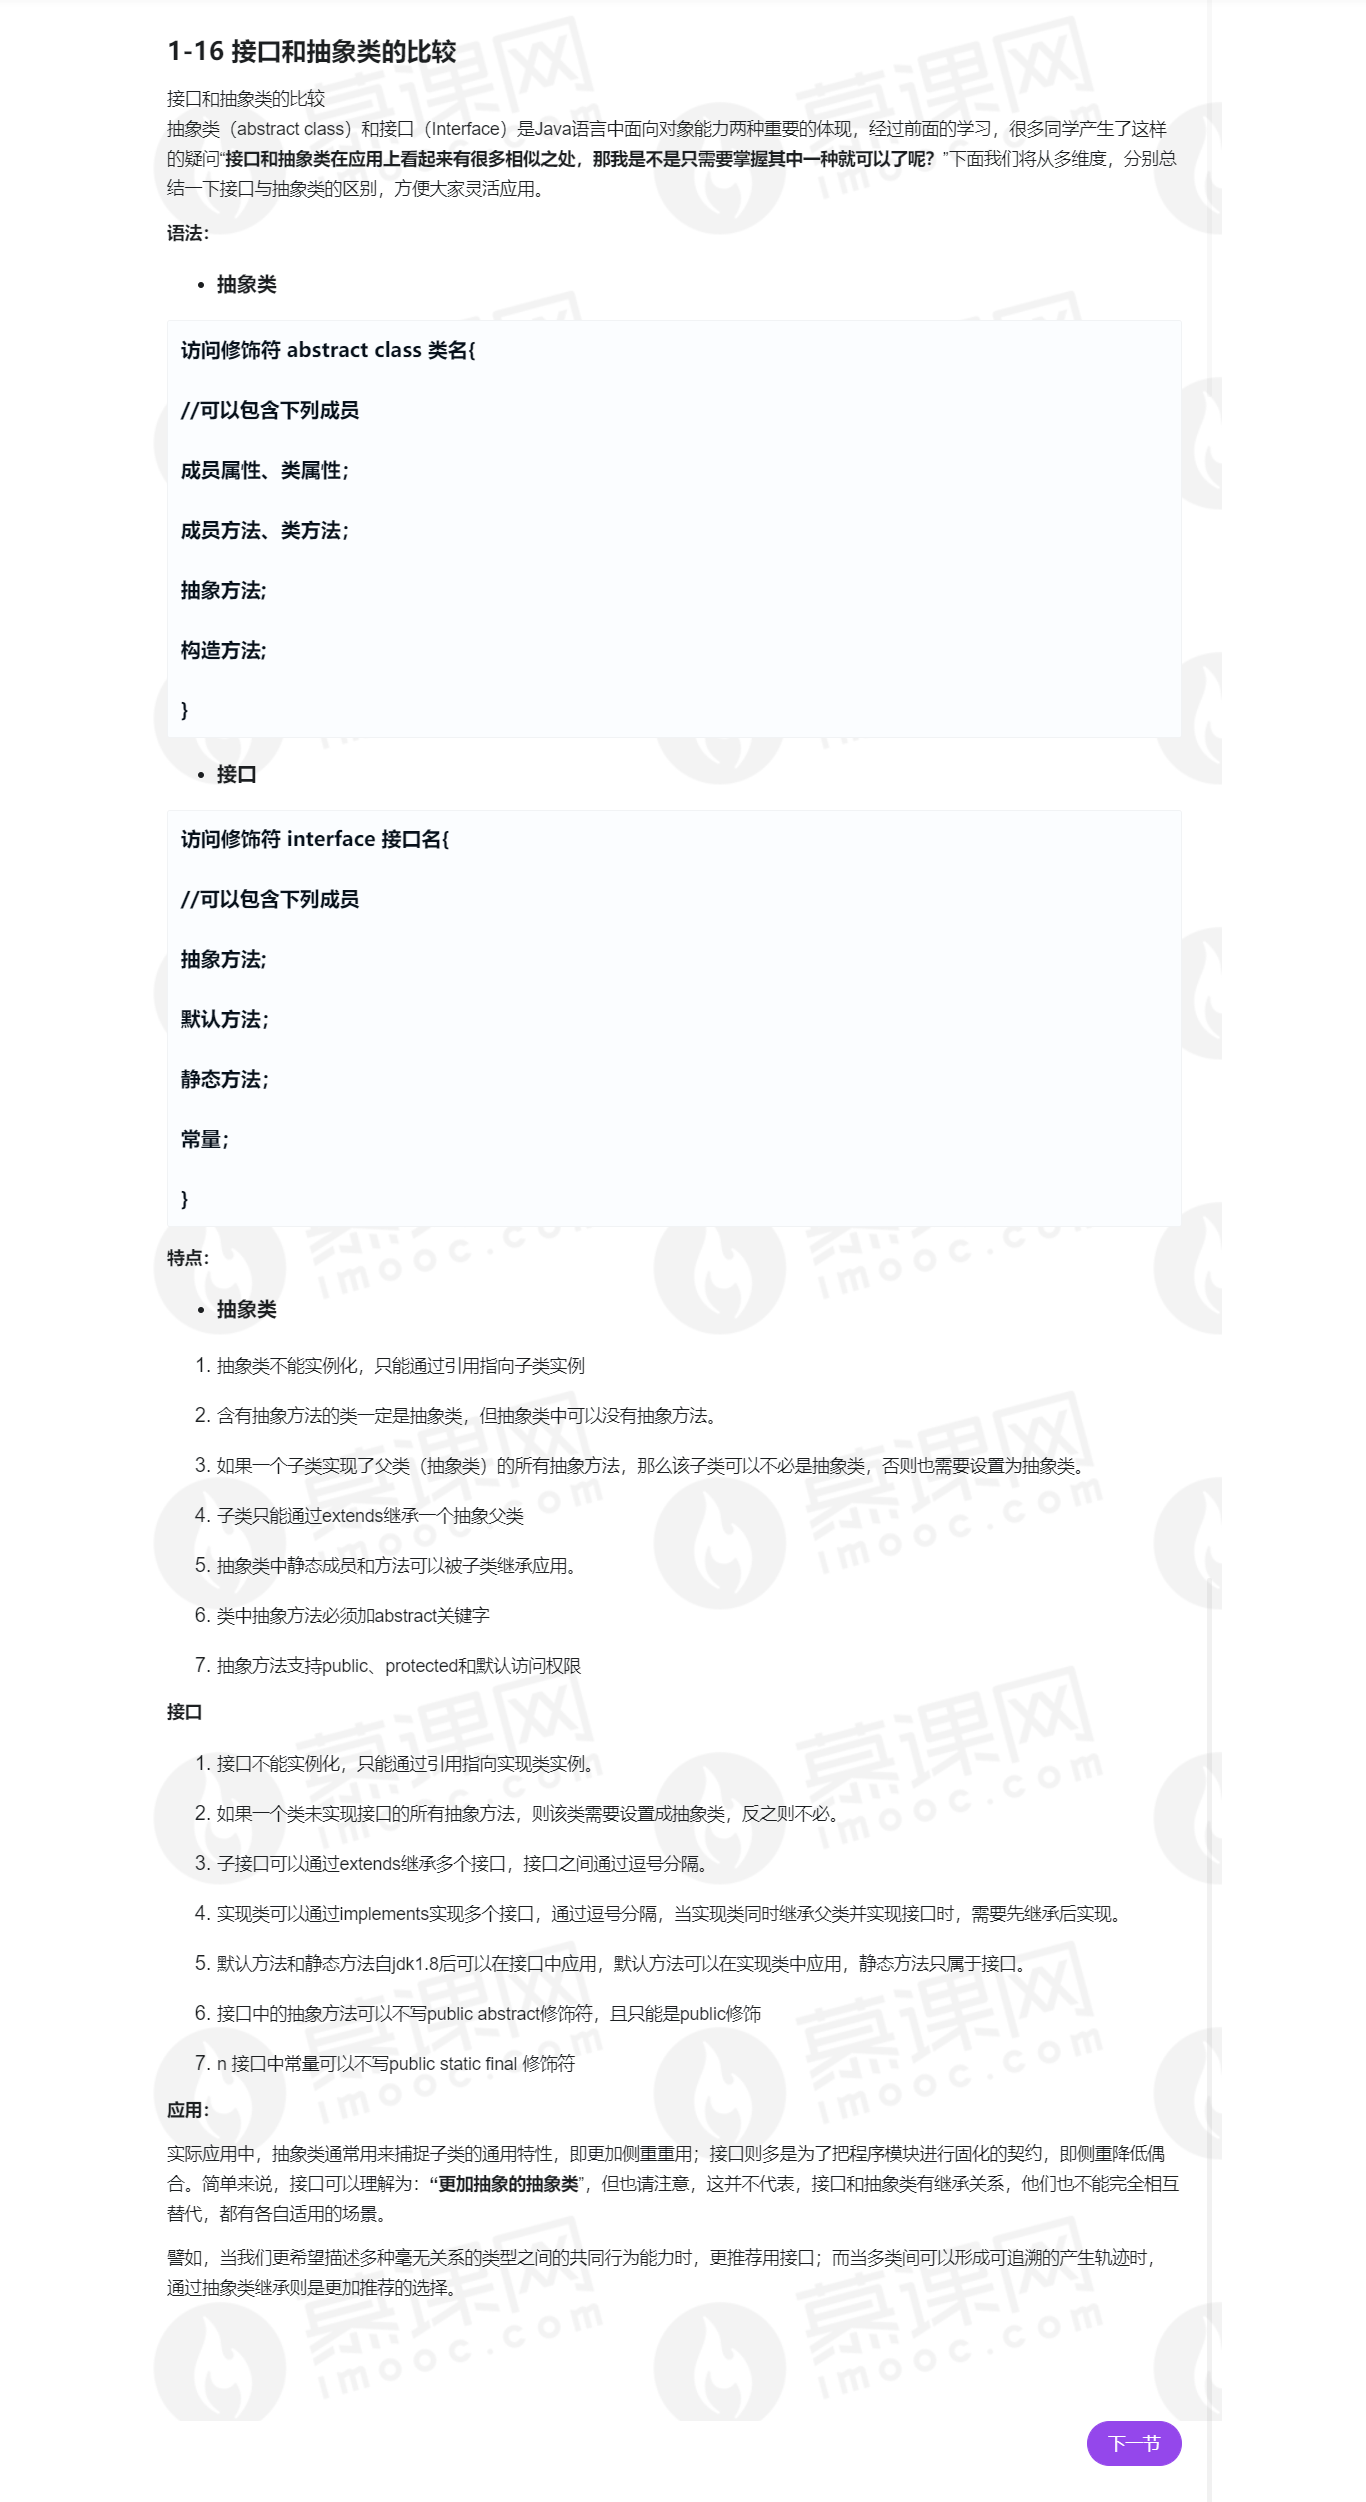 1-16 接口和抽象类的比较
接口和抽象类的比较
抽象类（abstract class）和接口（Interface）是Java语言中面向对象能力两种重要的体现，经过前面的学习，很多同学产生了这样
的疑问“接口和抽象类在应用上看起来有很多相似之处，那我是不是只需要掌握其中一种就可以了呢？”下面我们将从多维度，分别总
结一下接口与抽象类的区别，方便大家灵活应用。
语法：
• 抽象类
访问修饰符 abstract class 类名{
//可以包含下列成员
成员属性、类属性；
成员方法、类方法；
抽象方法;
构造方法;
}
• 接口
访问修饰符 interface 接口名{
//可以包含下列成员
抽象方法;
默认方法；
静态方法；
常量；
}
特点：
• 抽象类
1. 抽象类不能实例化，只能通过引用指向子类实例
2. 含有抽象方法的类一定是抽象类，但抽象类中可以没有抽象方法。
3. 如果一个子类实现了父类（抽象类）的所有抽象方法，那么该子类可以不必是抽象类，否则也需要设置为抽象类。
4. 子类只能通过extends继承一个抽象父类
5. 抽象类中静态成员和方法可以被子类继承应用。
6. 类中抽象方法必须加abstract关键字
7. 抽象方法支持public、protected和默认访问权限
接口
1. 接口不能实例化，只能通过引用指向实现类实例。
2. 如果一个类未实现接口的所有抽象方法，则该类需要设置成抽象类，反之则不必。
3. 子接口可以通过extends继承多个接口，接口之间通过逗号分隔。
4. 实现类可以通过implements实现多个接口，通过逗号分隔，当实现类同时继承父类并实现接口时，需要先继承后实现。
5. 默认方法和静态方法自jdk1.8后可以在接口中应用，默认方法可以在实现类中应用，静态方法只属于接口。
6. 接口中的抽象方法可以不写public abstract修饰符，且只能是public修饰
7. n 接口中常量可以不写public static final 修饰符
应用：
实际应用中，抽象类通常用来捕捉子类的通用特性，即更加侧重重用；接口则多是为了把程序模块进行固化的契约，即侧重降低偶
合。简单来说，接口可以理解为：“更加抽象的抽象类”，但也请注意，这并不代表，接口和抽象类有继承关系，他们也不能完全相互
替代，都有各自适用的场景。
譬如，当我们更希望描述多种毫无关系的类型之间的共同行为能力时，更推荐用接口；而当多类间可以形成可追溯的产生轨迹时，
通过抽象类继承则是更加推荐的选择。
下一节